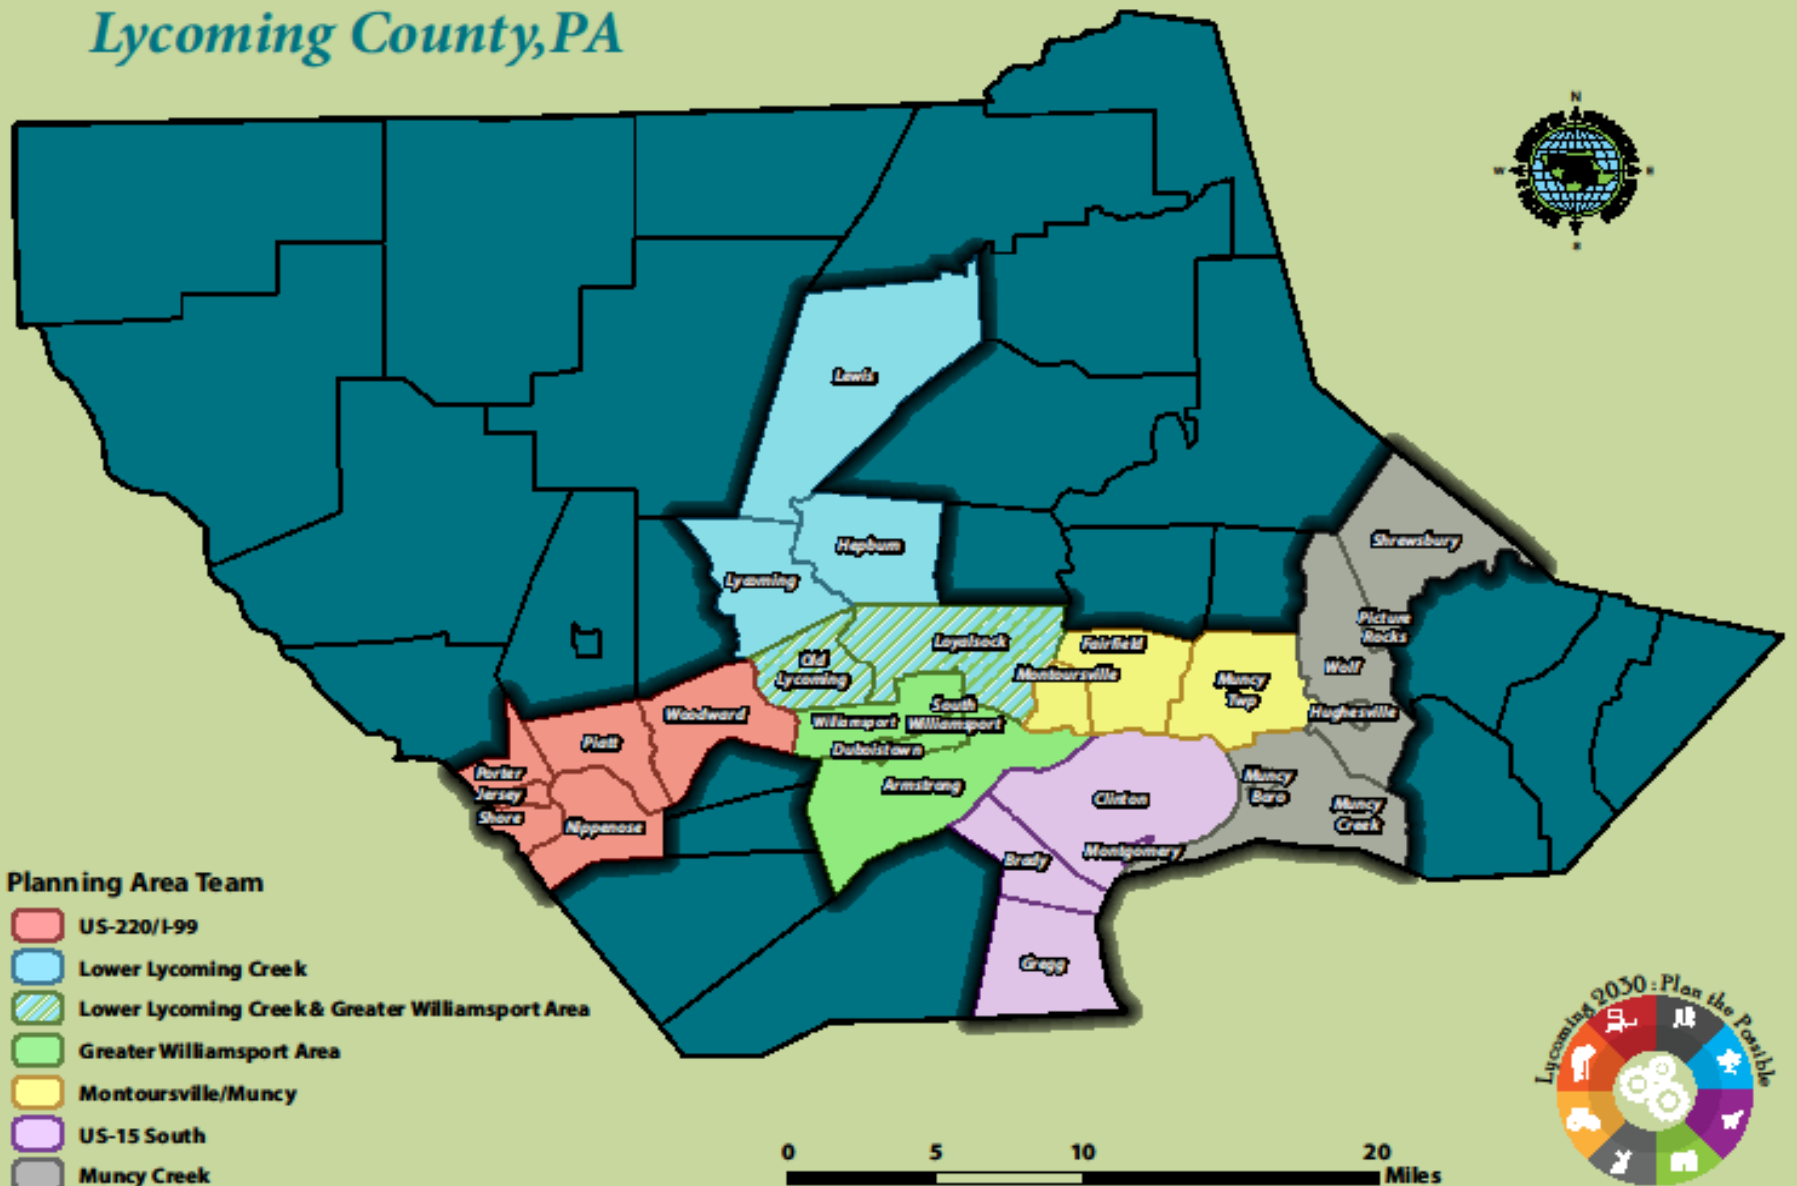 Lycoming County,PA
N
W
E
S
Lewis
Shrewsbury
Hepburn
Lycoming
Picture
Rocks
Loyalsock
Fairfield
Old
Lycoming
Wolf
Montoursville
Muncy
Twp
South
Williamsport
Williamsport
Hughesville
Woodward
Piatt
Duboistown
Porter
Armstrong
Muncy
Boro
Jersey
Shore
Clinton
Muncy
Creek
Nippenose
Montgomery
Brady
Gregg
Planning Area Team
US-220/I-99
Lower Lycoming Creek
Lower Lycoming Creek & Greater Williamsport Area
Greater Williamsport Area
Montoursville/Muncy
US-15 South
Muncy Creek
0 5 10 20
Miles
Lycoming 2030: Plan the Possible